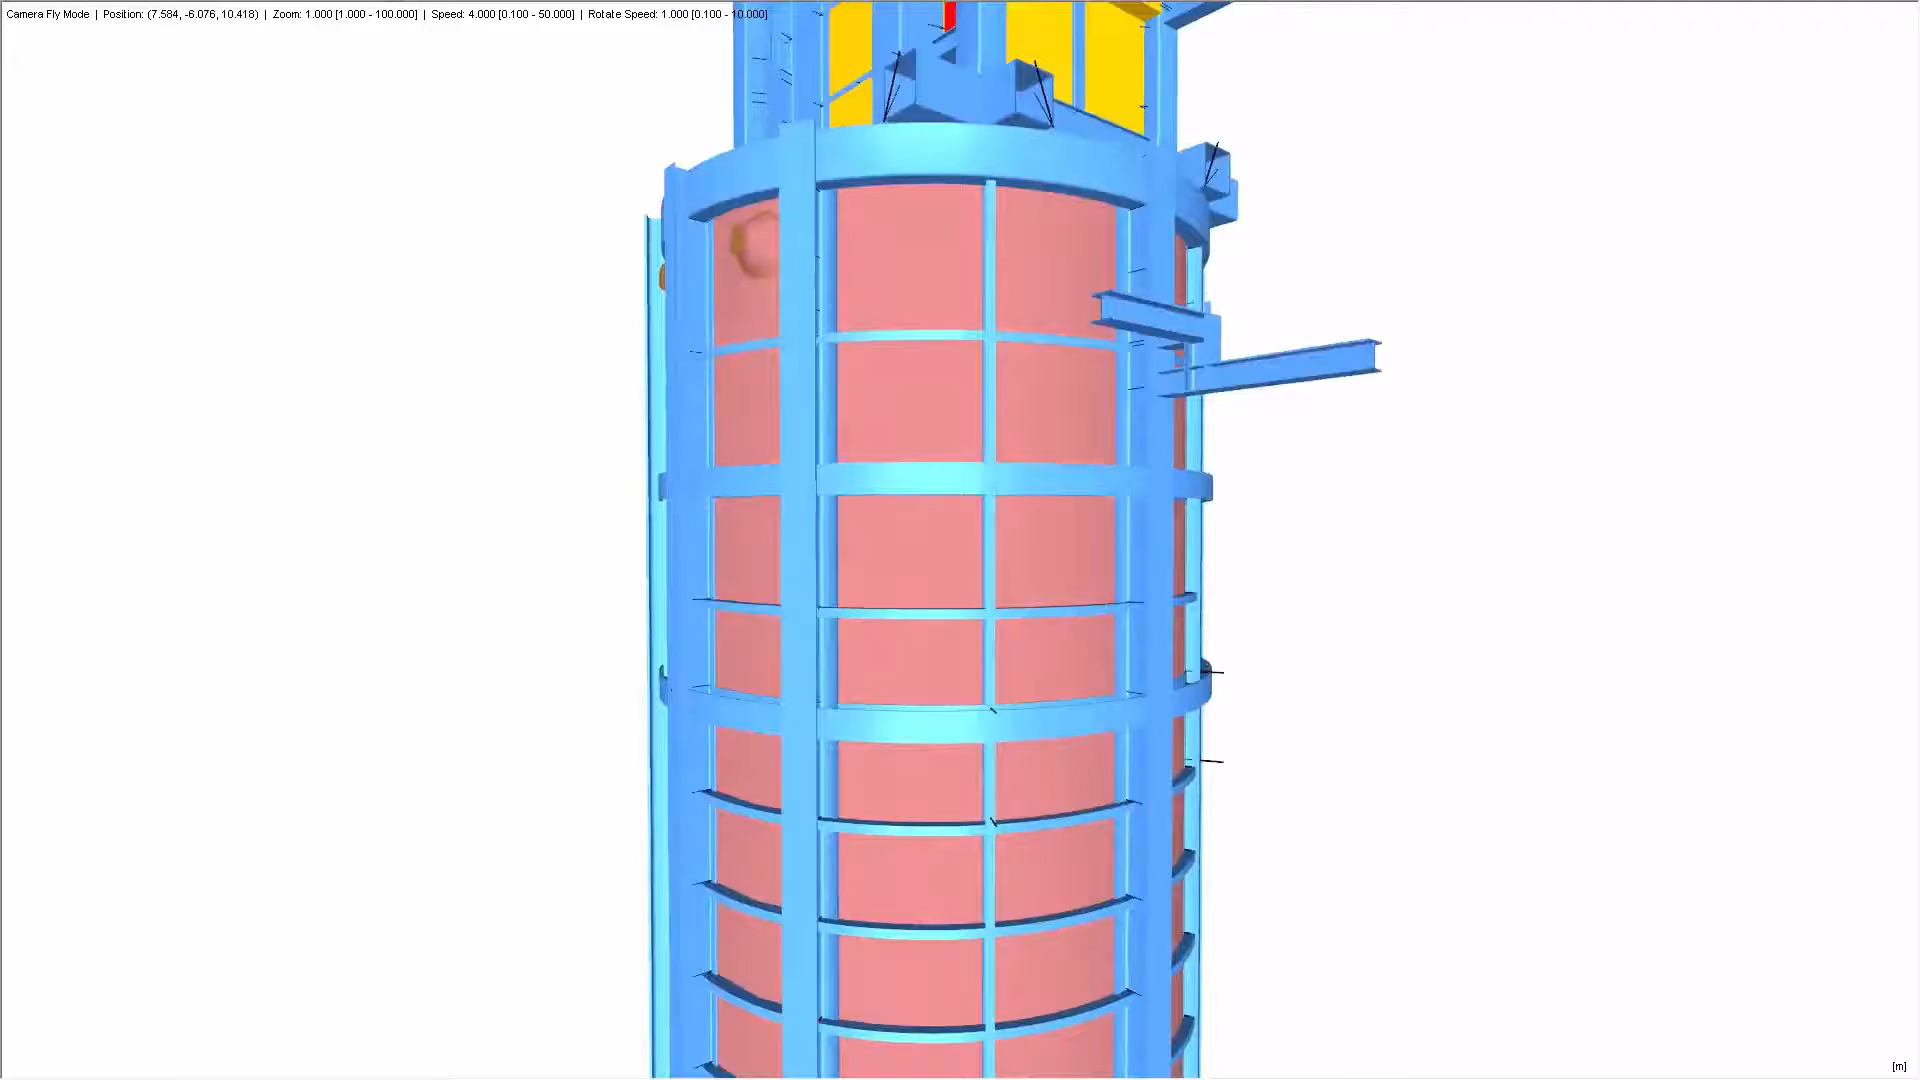 Camera Fly Mode | Position: (7.584, -6.076, 10.418) | Zoom: 1.000 [1.000 - 100.000] | Speed: 4.000 [0.100 - 50.000] | Rotate Speed: 1.000 [0.100 - 10.000]
[m]